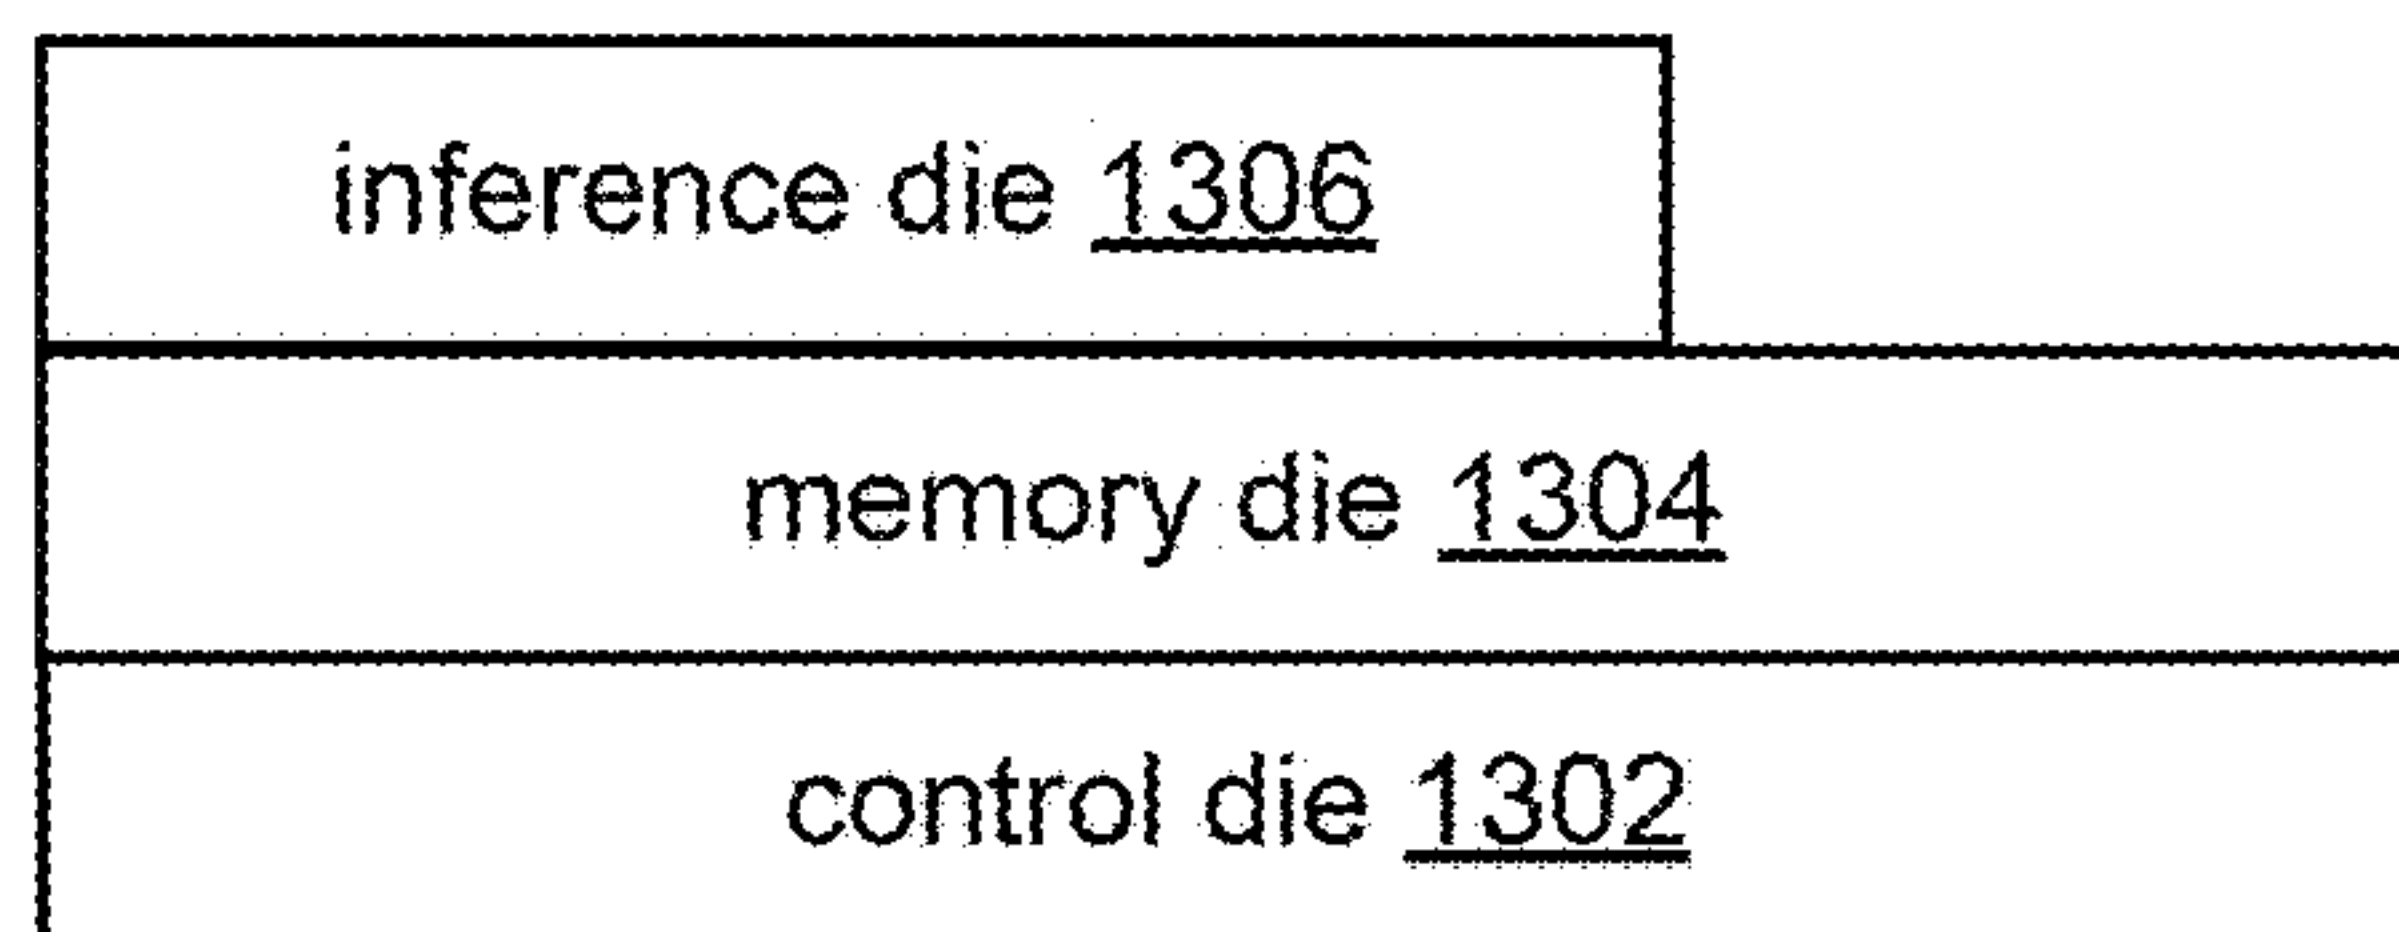 inference die 1306
memory die 1304
control die 1302